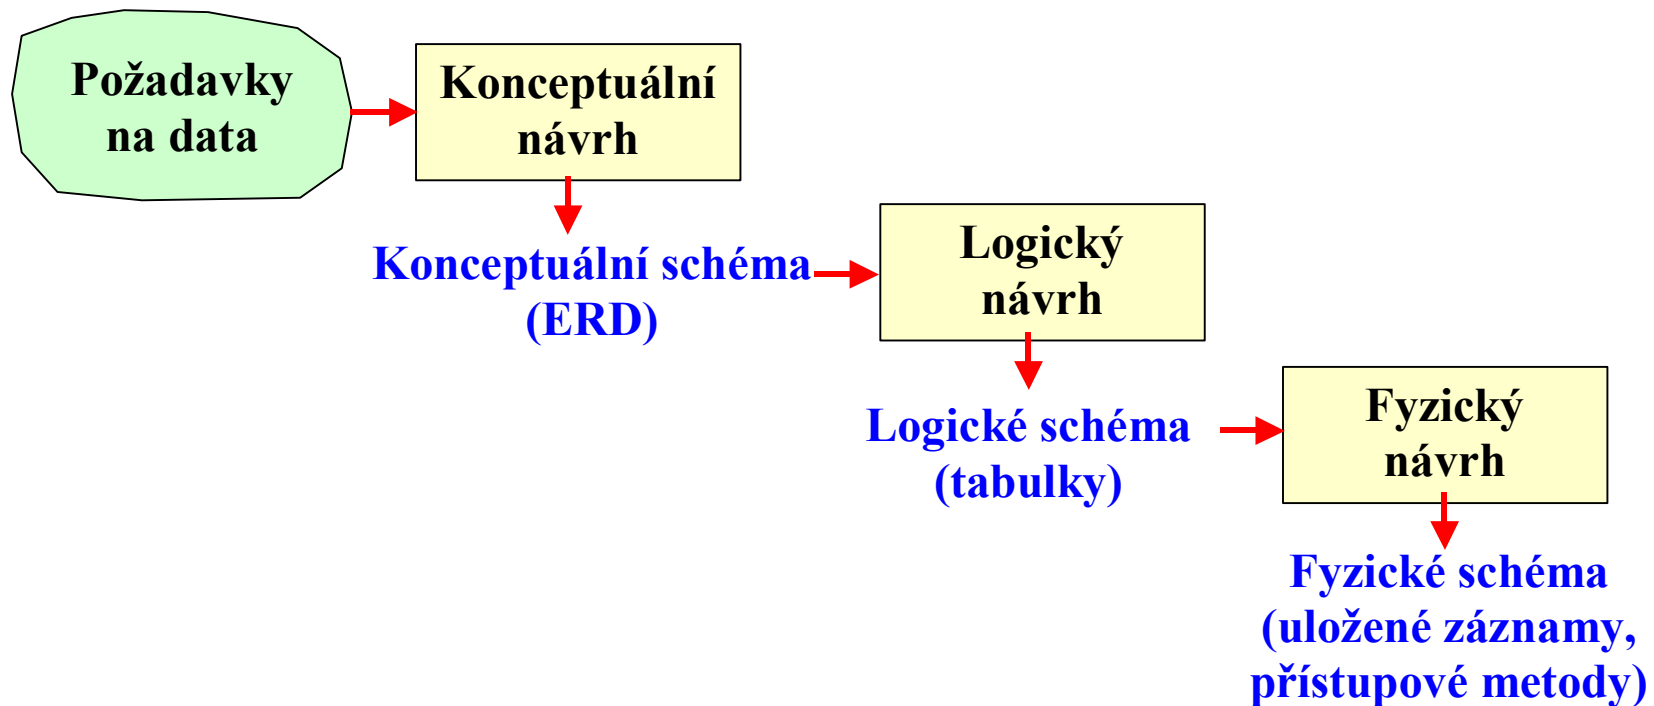 Požadavky
na data
Konceptuální
návrh
Konceptuální schéma
(ERD)
Logický
návrh
Logické schéma
(tabulky)
Fyzický
návrh
Fyzické schéma
(uložené záznamy,
přístupové metody)